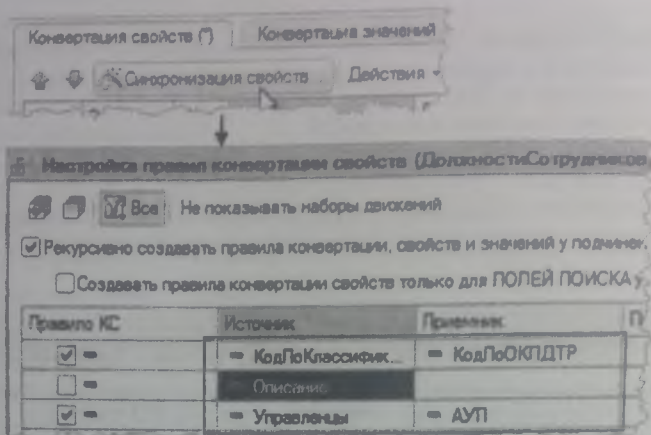 Конвертация свойств (*) Конвертация значений
Синхронизация свойств... Действия
Настройка правил конвертации свойств (ДолжностиСотрудников
Все Не показывать наборы движений
Рекурсивно создавать правила конвертации, свойств и значений у подчинен.
Создавать правила конвертации свойств только для ПОЛЕЙ ПОИСКА у
Правило КС Источник Приемник
КодПоКлассифик... КодПоОКПДТР
Описание
Управленцы АУП